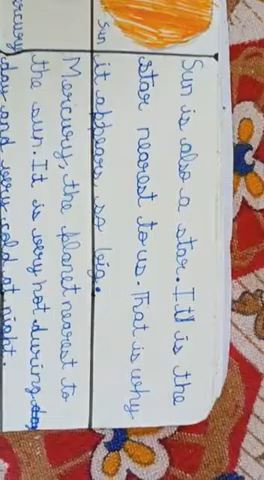 Sun
Sun is also a star. It is the
star nearest to us. That is why
it appears so big.
Mercury, the planet nearest to
the sun. It is very hot during
day and very cold at night.